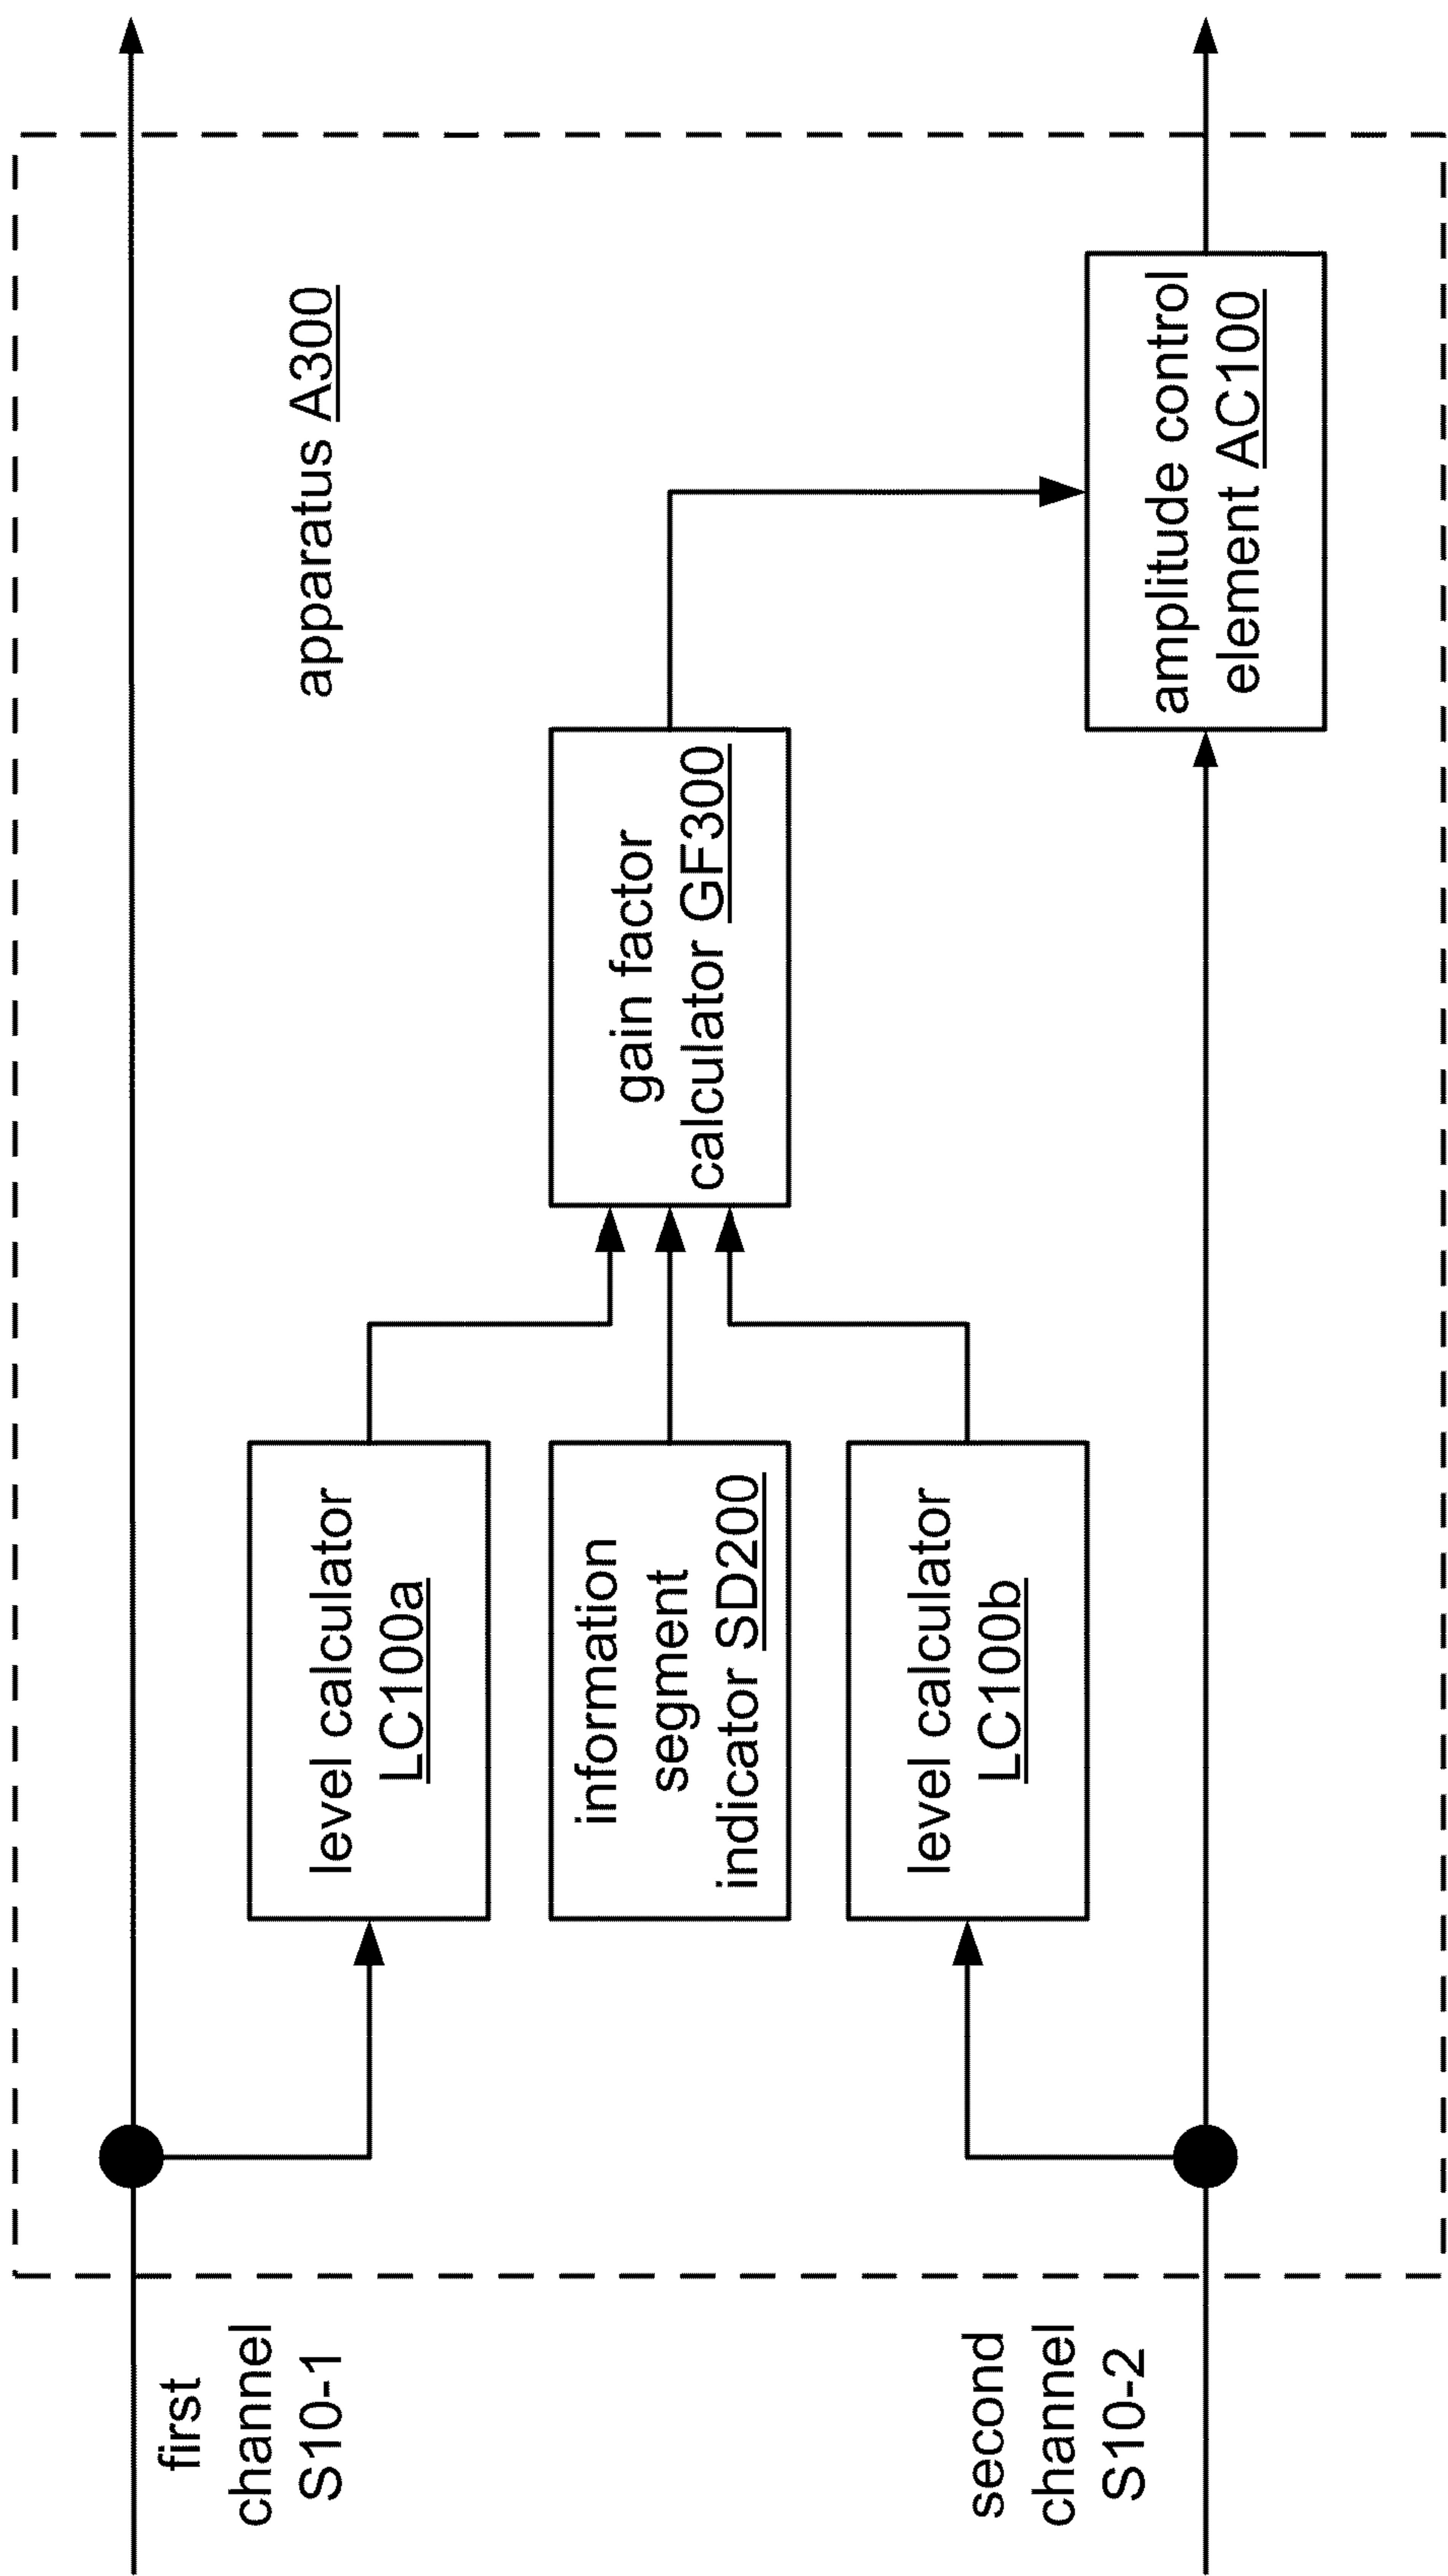 first
channel
S10-1
level calculator
LC100a
information
segment
indicator SD200
level calculator
LC100b
gain factor
calculator GF300
apparatus A300
second
channel
S10-2
amplitude control
element AC100